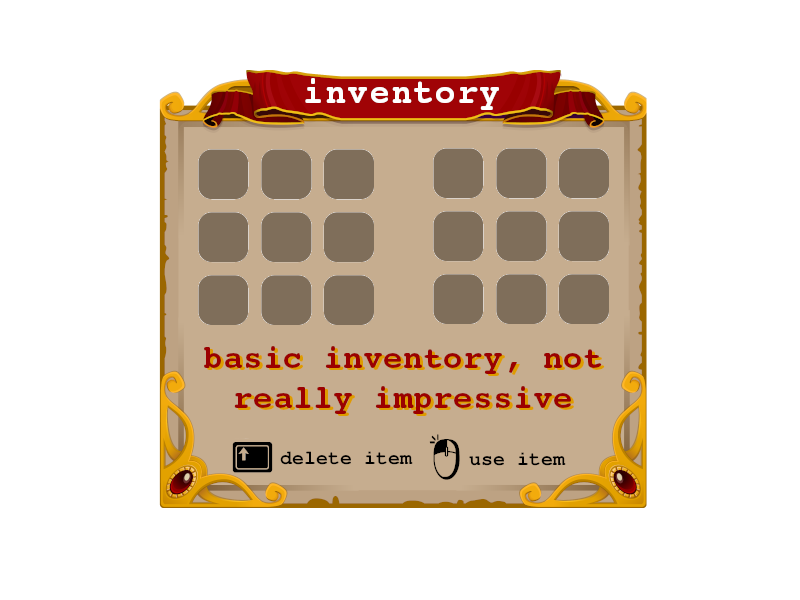 inventory
basic inventory, not
really impressive
delete item use item